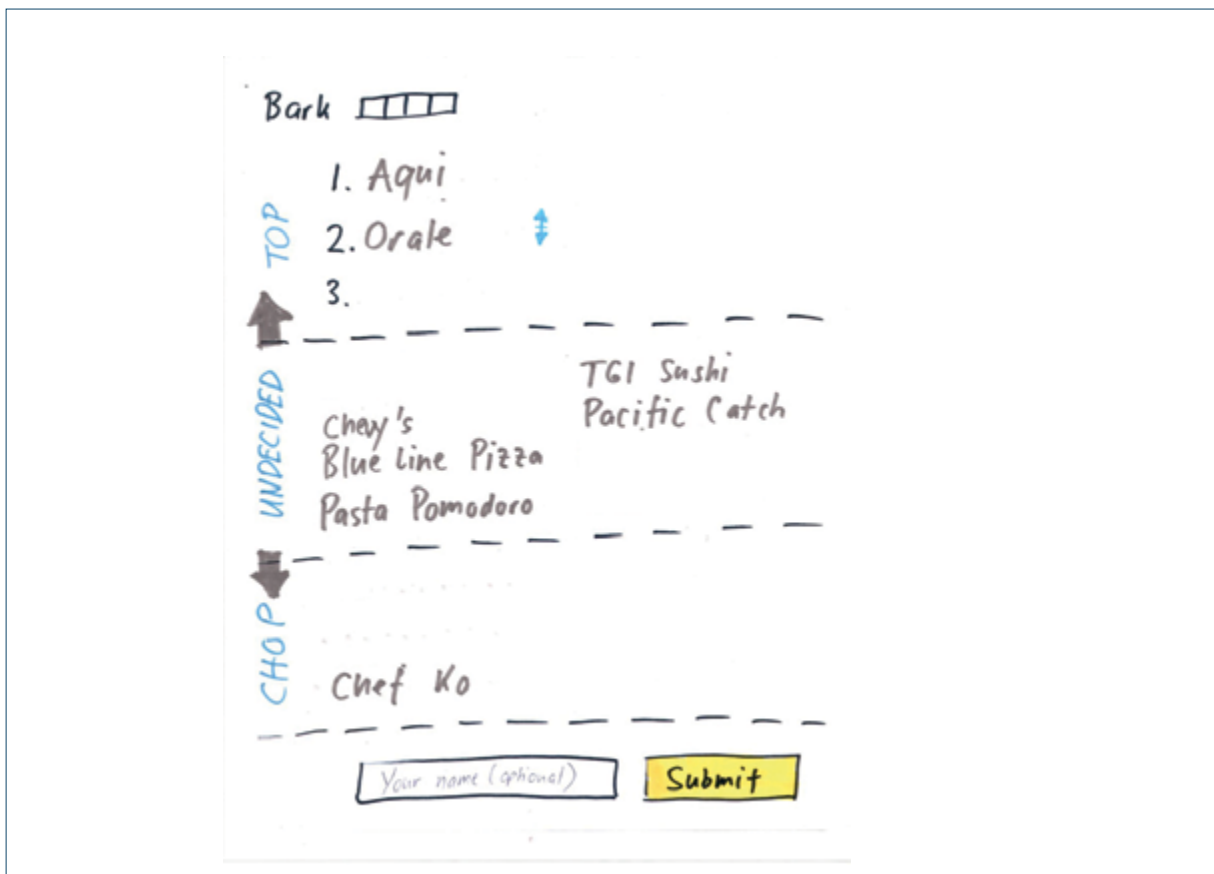 Bark
TOP
1. Aqui
2. Orale
3.
UNDECIDED
TGI Sushi
Pacific Catch
Chevy's
Blue Line Pizza
Pasta Pomodoro
CHOP
Chef Ko
Your name (optional)
Submit